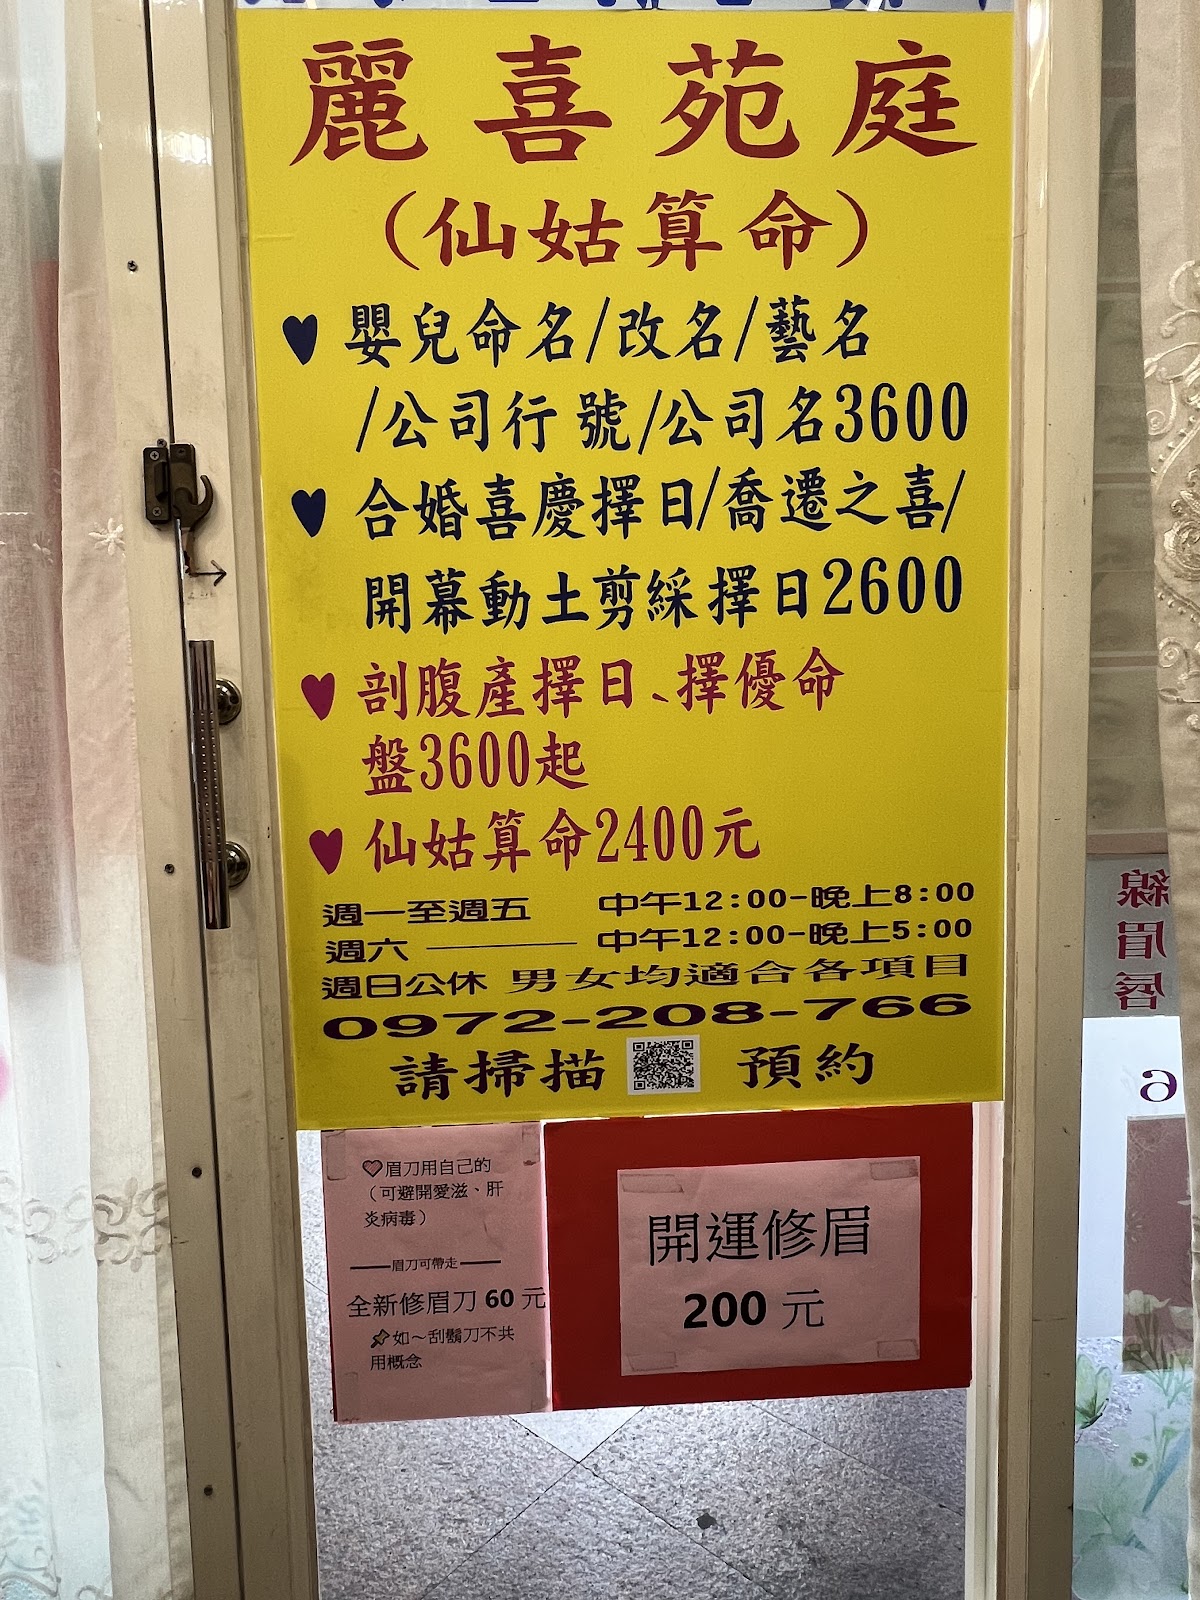 麗喜苑庭
(仙姑算命)
♥ 嬰兒命名/改名/藝名
/公司行號/公司名3600
♥ 合婚喜慶擇日/喬遷之喜/
開幕動土剪綵擇日2600
♥ 剖腹產擇日、擇優命
盤3600起
♥ 仙姑算命2400元
週一至週五 中午12:00-晚上8:00
週六 ——— 中午12:00-晚上5:00
週日公休 男女均適合各項目
0972-208-766
請掃描 預約
♡眉刀用自己的
(可避開愛滋、肝
炎病毒)
——眉刀可帶走——
全新修眉刀 60 元
📌如～刮鬍刀不共
用概念
開運修眉
200 元
線
眉
唇